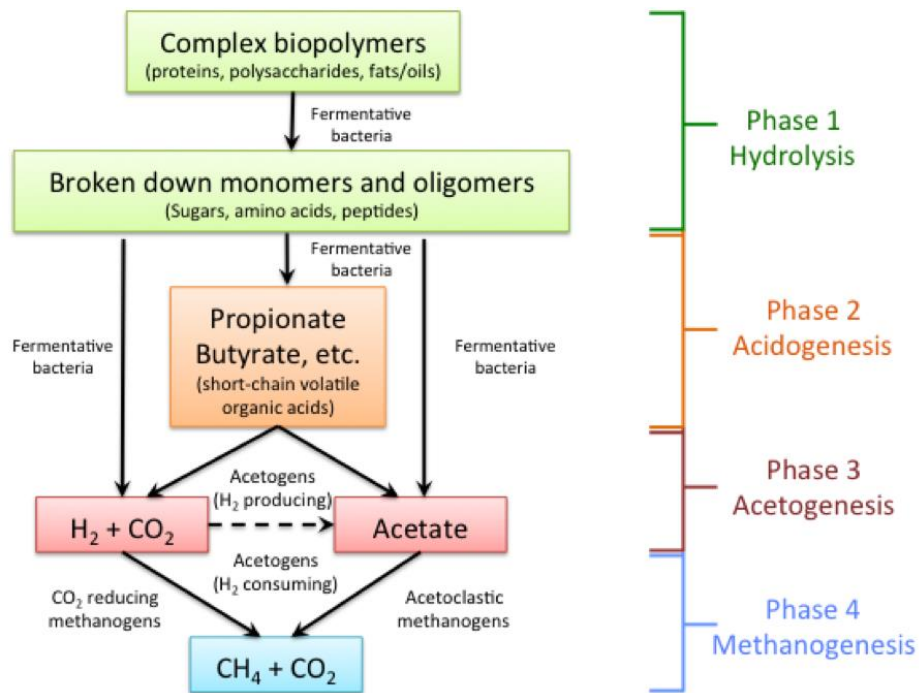 Complex biopolymers
(proteins, polysaccharides, fats/oils)
Fermentative
bacteria
Broken down monomers and oligomers
(Sugars, amino acids, peptides)
Fermentative
bacteria
Propionate
Butyrate, etc.
(short-chain volatile
organic acids)
Fermentative
bacteria
Fermentative
bacteria
Acetogens
(H₂ producing)
H₂ + CO₂
Acetate
Acetogens
(H₂ consuming)
CO₂ reducing
methanogens
Acetoclastic
methanogens
CH₄ + CO₂
Phase 1
Hydrolysis
Phase 2
Acidogenesis
Phase 3
Acetogenesis
Phase 4
Methanogenesis